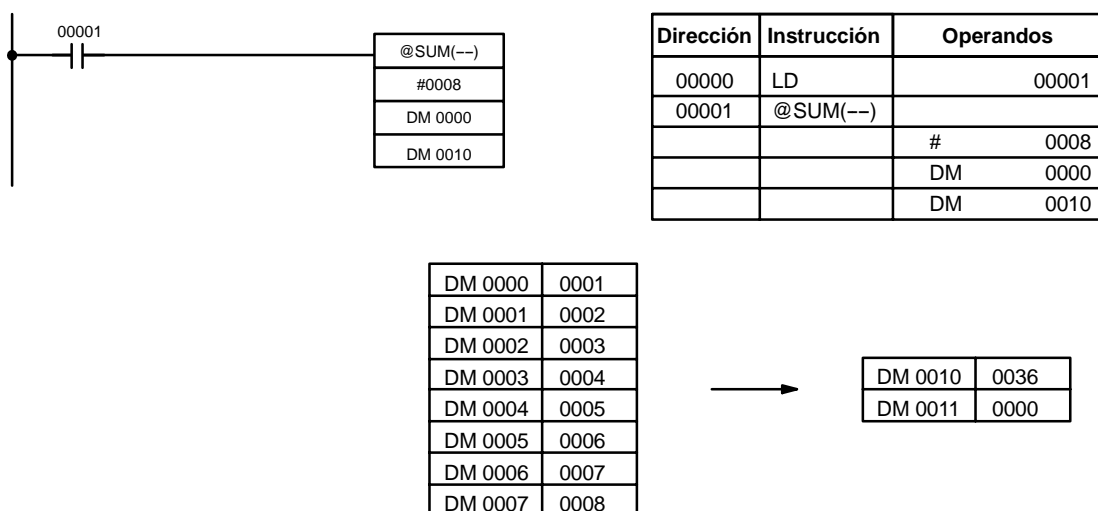 00001
@SUM(−−)
#0008
DM 0000
DM 0010
Dirección Instrucción Operandos
00000 LD 00001
00001 @SUM(−−)
# 0008
DM 0000
DM 0010
DM 0000 0001
DM 0001 0002
DM 0002 0003
DM 0003 0004
DM 0004 0005
DM 0005 0006
DM 0006 0007
DM 0007 0008
DM 0010 0036
DM 0011 0000